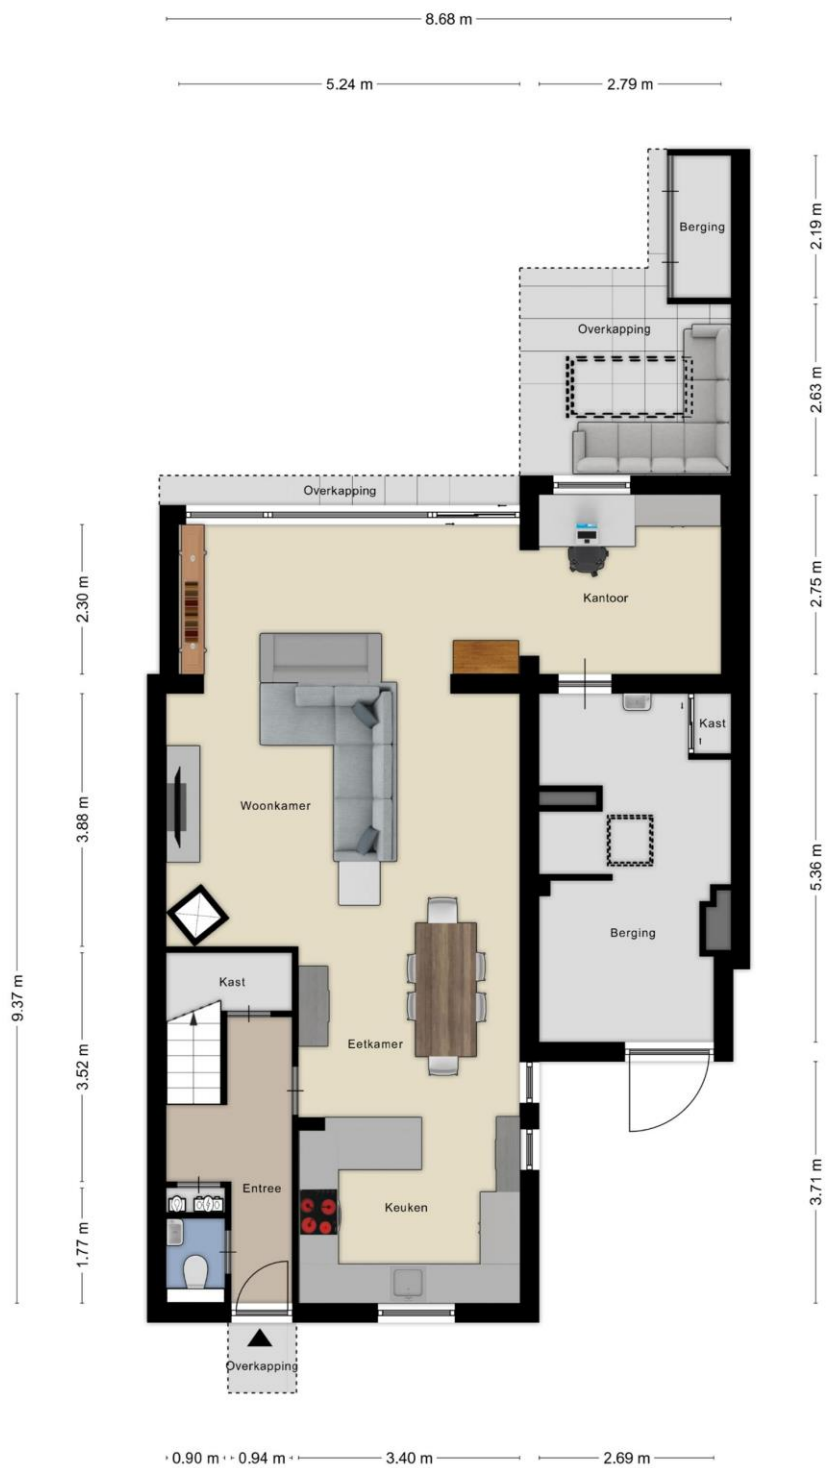 8.68 m
5.24 m
2.79 m
Berging
2.19 m
Overkapping
2.63 m
Overkapping
2.30 m
Kantoor
2.75 m
Kast
Woonkamer
3.88 m
5.36 m
Berging
9.37 m
Kast
Eetkamer
3.52 m
Entree
Keuken
3.71 m
1.77 m
Overkapping
0.90 m
0.94 m
3.40 m
2.69 m